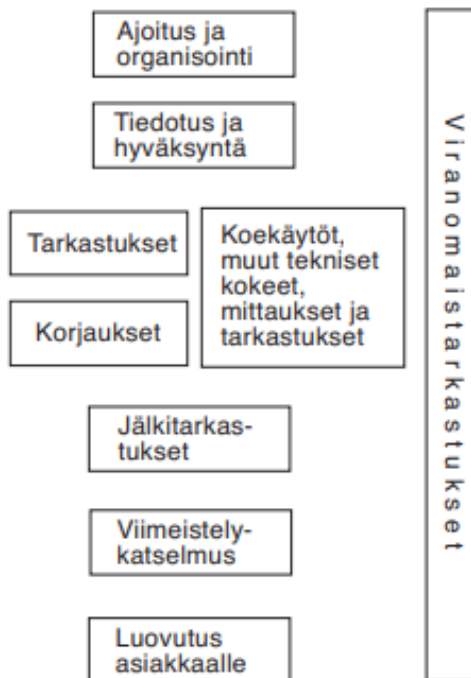 Ajoitus ja
organisointi
Tiedotus ja
hyväksyntä
Tarkastukset
Koekäytöt,
muut tekniset
kokeet,
mittaukset ja
tarkastukset
Korjaukset
Jälkitarkas-
tukset
Viimeistely-
katselmus
Luovutus
asiakkaalle
Viranomaistarkastukset